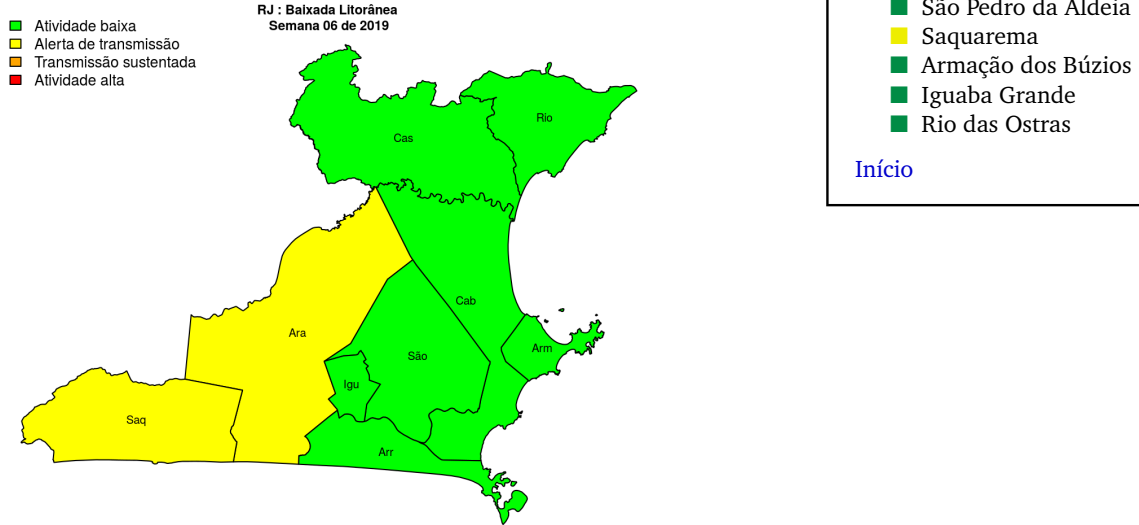 RJ : Baixada Litorânea
Semana 06 de 2019
Atividade baixa
Alerta de transmissão
Transmissão sustentada
Atividade alta
Cas
Rio
Cab
Ara
São
Arm
Igu
Saq
Arr
São Pedro da Aldeia
Saquarema
Armação dos Búzios
Iguaba Grande
Rio das Ostras
Início